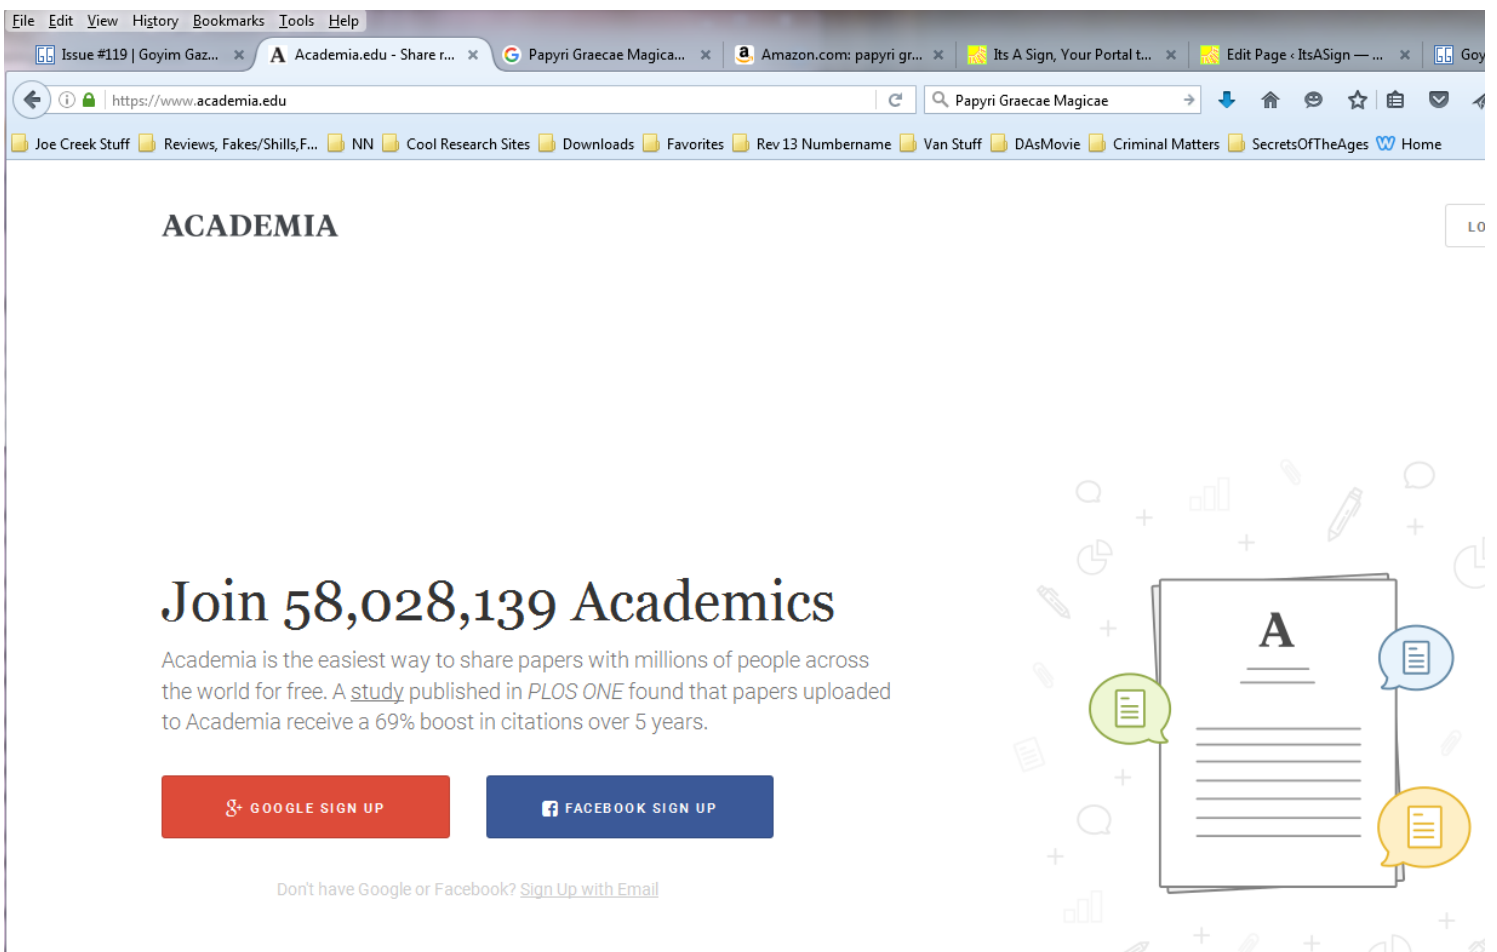 File Edit View History Bookmarks Tools Help
Issue #119 | Goyim Gaz... Academia.edu - Share r... Papyri Graecae Magica... Amazon.com: papyri gr... Its A Sign, Your Portal t... Edit Page ‹ ItsASign — ... Goy
https://www.academia.edu Papyri Graecae Magicae
Joe Creek Stuff Reviews, Fakes/Shills,F... NN Cool Research Sites Downloads Favorites Rev 13 Numbername Van Stuff DAsMovie Criminal Matters SecretsOfTheAges Home
ACADEMIA
LO
Join 58,028,139 Academics
Academia is the easiest way to share papers with millions of people across
the world for free. A study published in PLOS ONE found that papers uploaded
to Academia receive a 69% boost in citations over 5 years.
A
GOOGLE SIGN UP FACEBOOK SIGN UP
Don't have Google or Facebook? Sign Up with Email